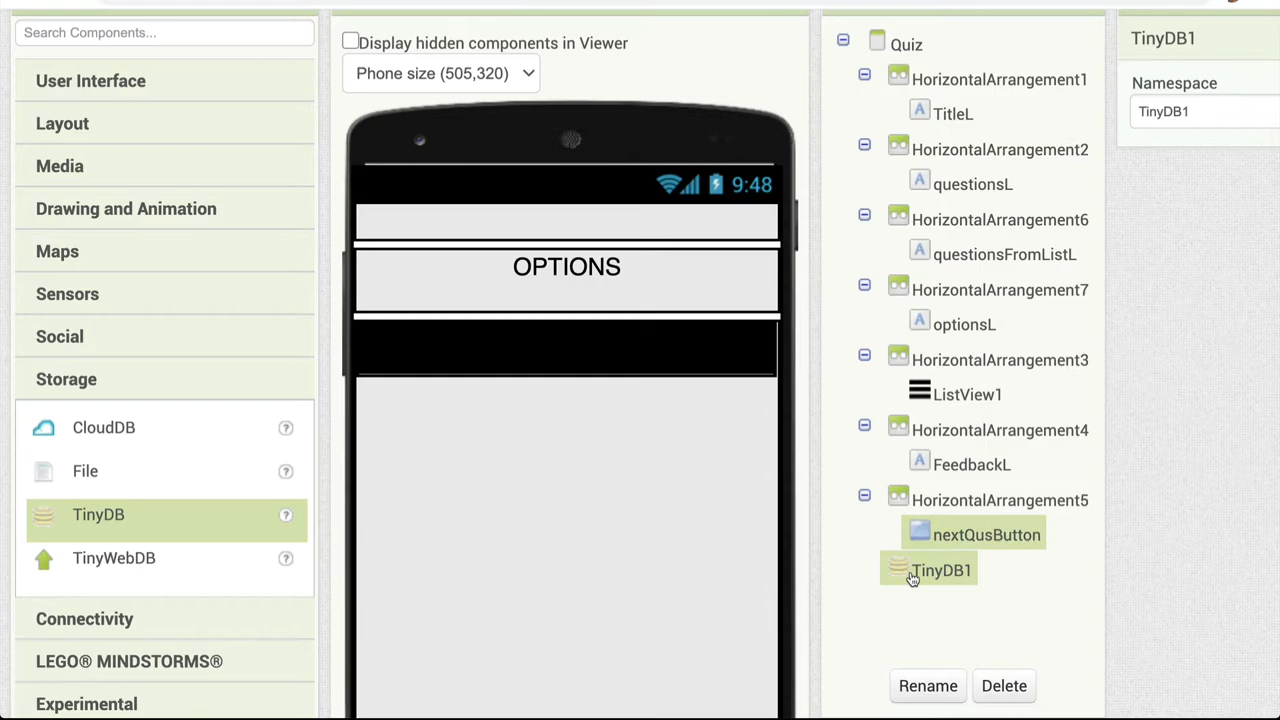 Search Components...
User Interface
Layout
Media
Drawing and Animation
Maps
Sensors
Social
Storage
CloudDB
?
File
?
TinyDB
?
TinyWebDB
?
Connectivity
LEGO® MINDSTORMS®
Experimental
Display hidden components in Viewer
Phone size (505,320)
9:48
OPTIONS
Quiz
HorizontalArrangement1
TitleL
HorizontalArrangement2
questionsL
HorizontalArrangement6
questionsFromListL
HorizontalArrangement7
optionsL
HorizontalArrangement3
ListView1
HorizontalArrangement4
FeedbackL
HorizontalArrangement5
nextQusButton
TinyDB1
Rename
Delete
TinyDB1
Namespace
TinyDB1